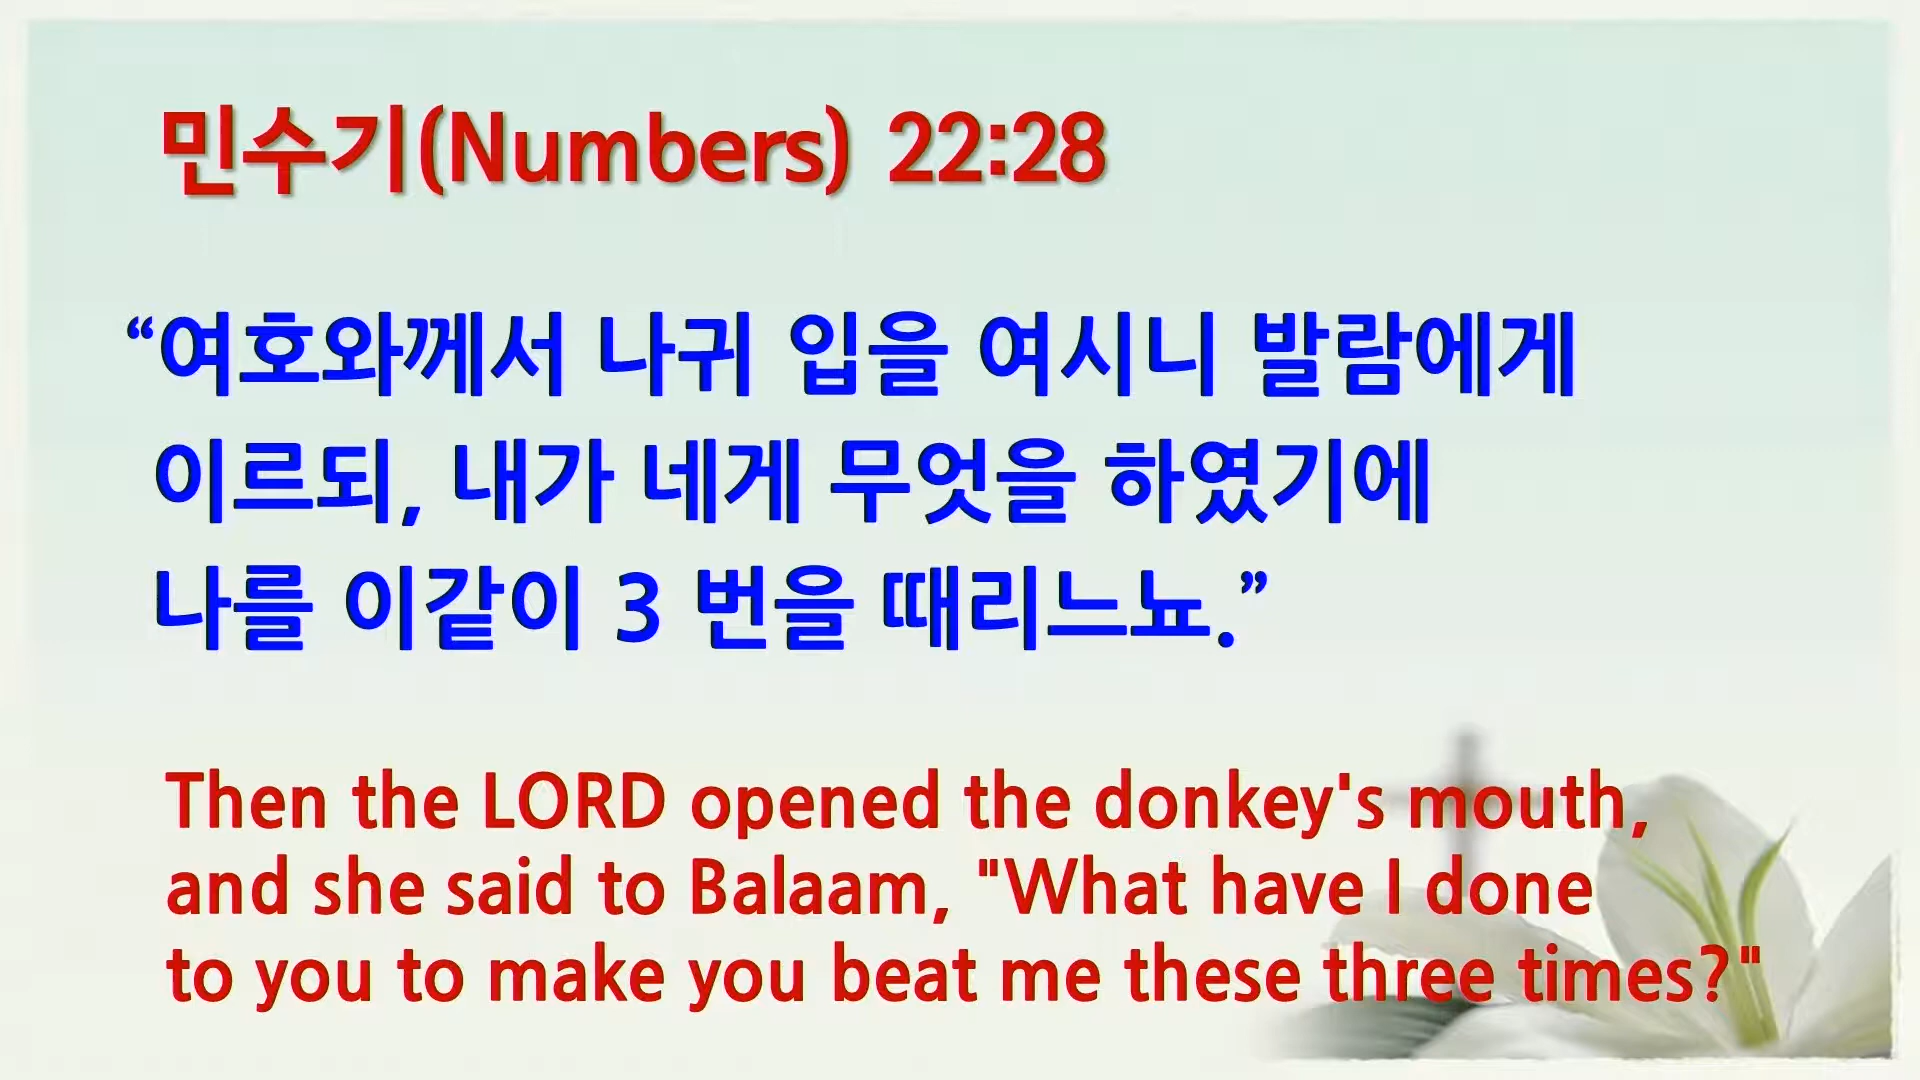 민수기(Numbers) 22:28
“여호와께서 나귀 입을 여시니 발람에게
이르되, 내가 네게 무엇을 하였기에
나를 이같이 3 번을 때리느뇨.”
Then the LORD opened the donkey's mouth,
and she said to Balaam, "What have I done
to you to make you beat me these three times?"